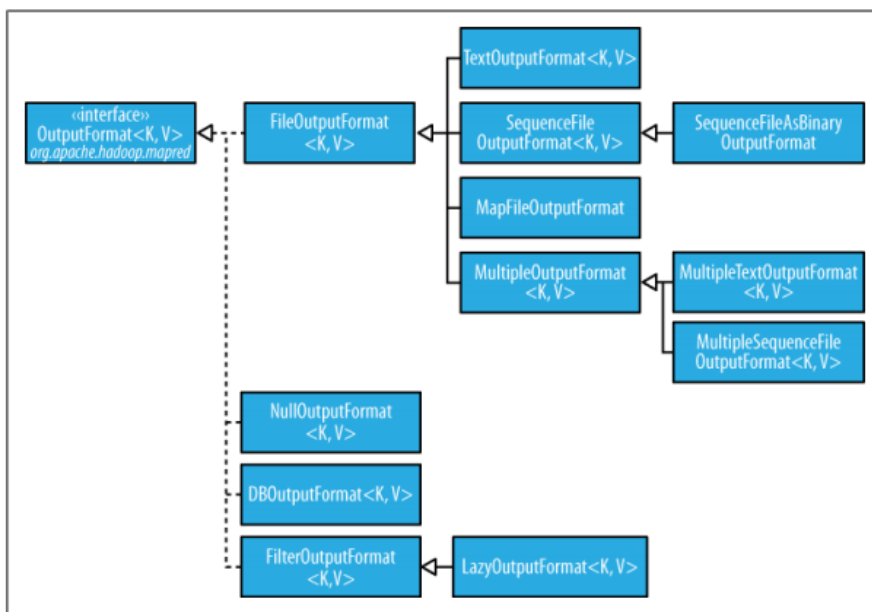 TextOutputFormat<K, V>
«interface»
OutputFormat<K, V>
org.apache.hadoop.mapred
FileOutputFormat
<K, V>
SequenceFile
OutputFormat<K, V>
SequenceFileAsBinary
OutputFormat
MapFileOutputFormat
MultipleOutputFormat
<K, V>
MultipleTextOutputFormat
<K, V>
MultipleSequenceFile
OutputFormat<K, V>
NullOutputFormat
<K, V>
DBOutputFormat<K, V>
FilterOutputFormat
<K,V>
LazyOutputFormat<K, V>